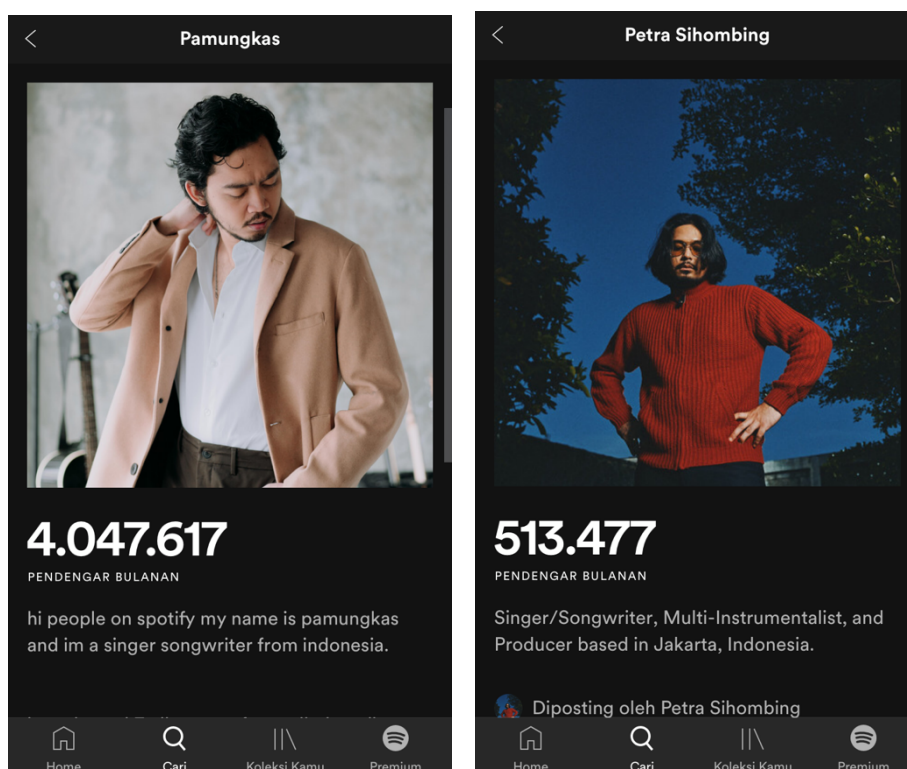 Pamungkas
4.047.617
PENDENGAR BULANAN
hi people on spotify my name is pamungkas
and im a singer songwriter from indonesia.
Home
Cari
Koleksi Kamu
Premium
Petra Sihombing
513.477
PENDENGAR BULANAN
Singer/Songwriter, Multi-Instrumentalist, and
Producer based in Jakarta, Indonesia.
Diposting oleh Petra Sihombing
Home
Cari
Koleksi Kamu
Premium